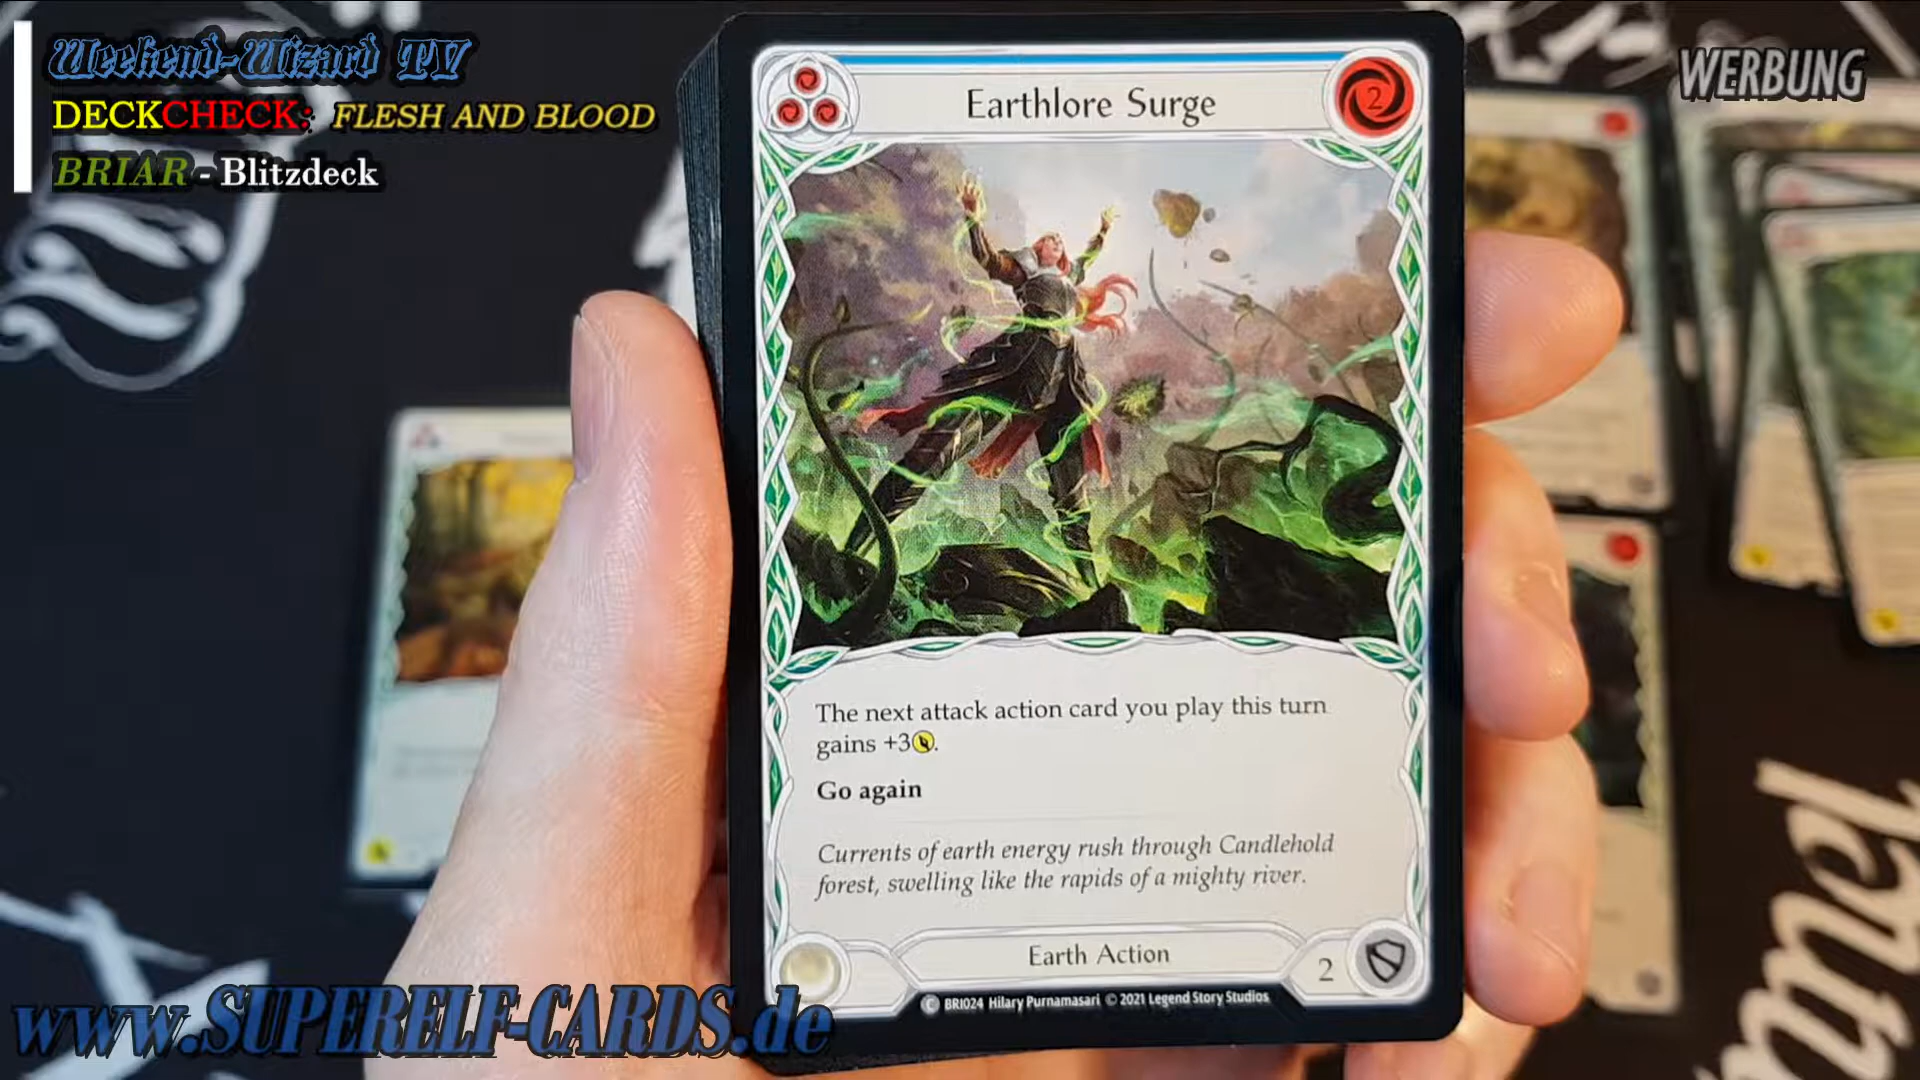 Weekend-Wizard TV
DECKCHECK: FLESH AND BLOOD
BRIAR - Blitzdeck
WERBUNG
Earthlore Surge
2
The next attack action card you play this turn
gains +3.
Go again
Currents of earth energy rush through Candlehold
forest, swelling like the rapids of a mighty river.
Earth Action
2
C BRI024 Hilary Purnamasari © 2021 Legend Story Studios
www.SUPERELF-CARDS.de